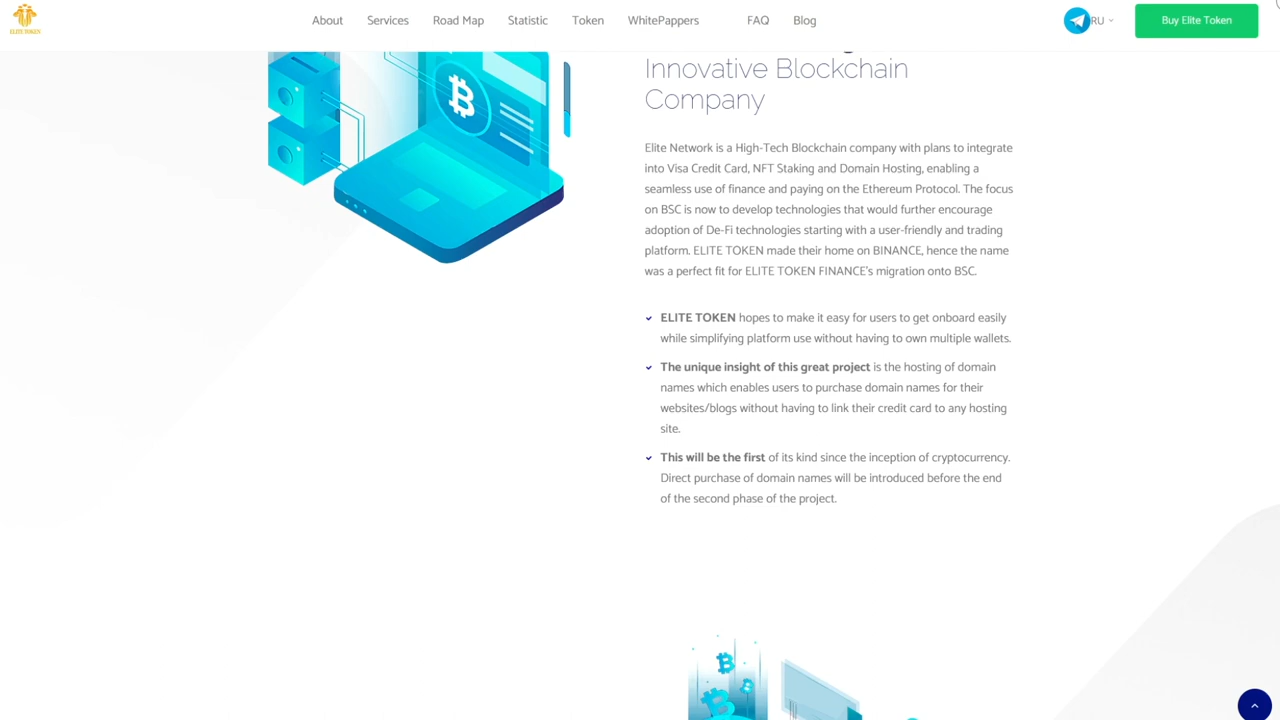 About Services Road Map Statistic Token WhitePappers FAQ Blog RU Buy Elite Token
ELITE TOKEN
Innovative Blockchain
Company
Elite Network is a High-Tech Blockchain company with plans to integrate
into Visa Credit Card, NFT Staking and Domain Hosting, enabling a
seamless use of finance and paying on the Ethereum Protocol. The focus
on BSC is now to develop technologies that would further encourage
adoption of De-Fi technologies starting with a user-friendly and trading
platform. ELITE TOKEN made their home on BINANCE, hence the name
was a perfect fit for ELITE TOKEN FINANCE's migration onto BSC.
ELITE TOKEN hopes to make it easy for users to get onboard easily
while simplifying platform use without having to own multiple wallets.
The unique insight of this great project is the hosting of domain
names which enables users to purchase domain names for their
websites/blogs without having to link their credit card to any hosting
site.
This will be the first of its kind since the inception of cryptocurrency.
Direct purchase of domain names will be introduced before the end
of the second phase of the project.